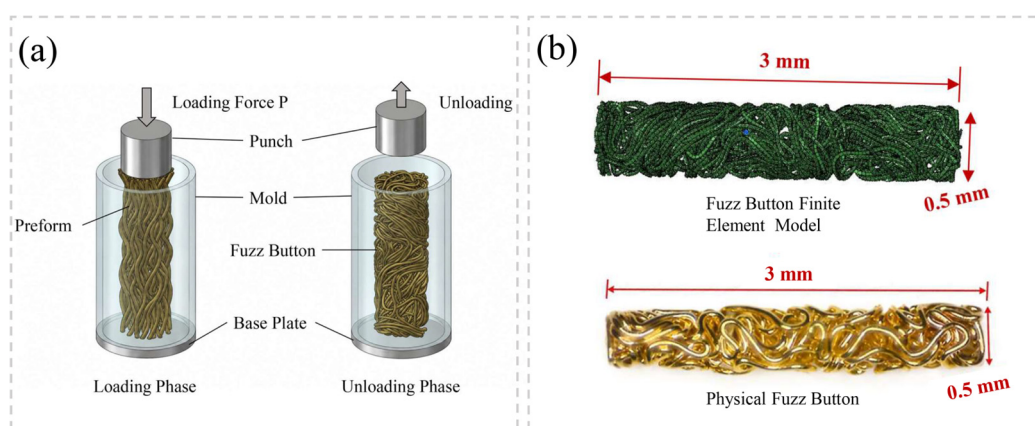 (a)
Loading Force P
Unloading
Punch
Mold
Preform
Fuzz Button
Base Plate
Loading Phase
Unloading Phase
(b)
3 mm
0.5 mm
Fuzz Button Finite
Element Model
3 mm
0.5 mm
Physical Fuzz Button